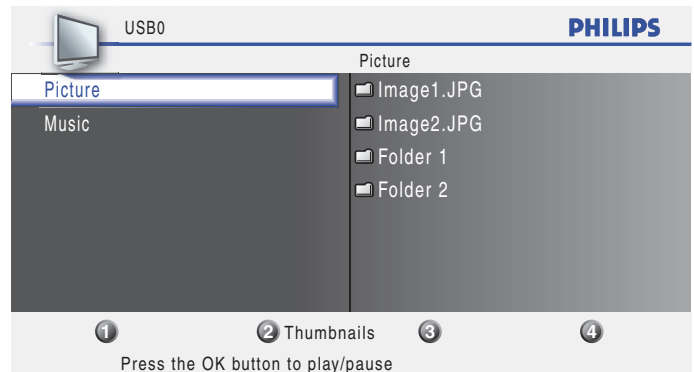 USB0
PHILIPS
Picture
Picture
Music
Image1.JPG
Image2.JPG
Folder 1
Folder 2
1 2 Thumbnails 3 4
Press the OK button to play/pause